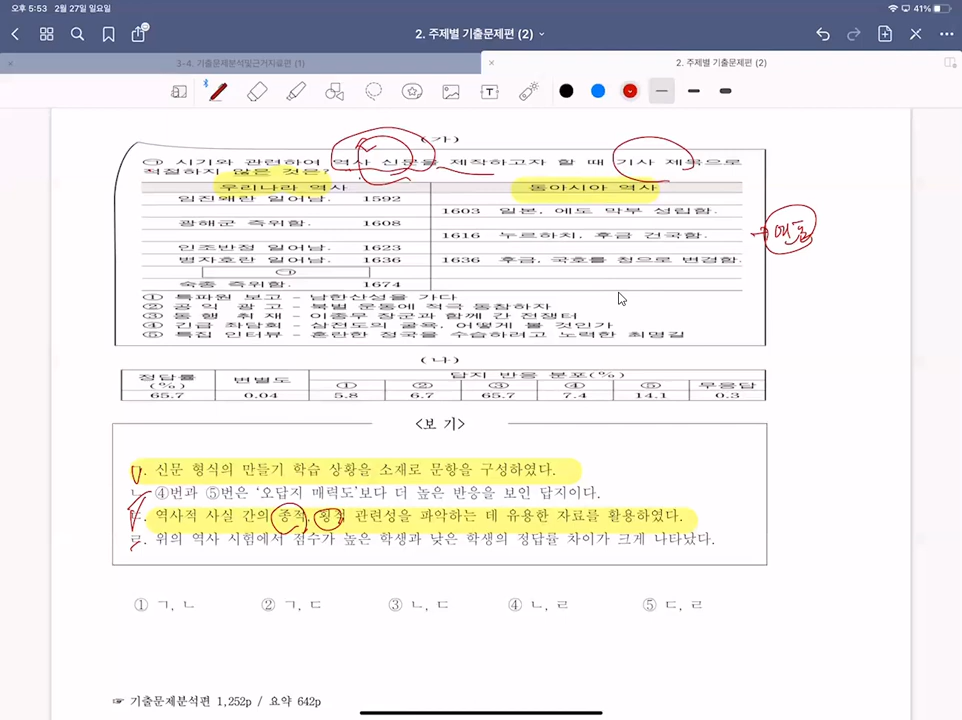 오후 5:53 2월 27일 일요일
41%
2. 주제별 기출문제편 (2)
3-4. 기출문제분석및근거자료편 (1)
2. 주제별 기출문제편 (2)
(가)
㉠ 시기와 관련하여 역사 신문을 제작하고자 할 때 기사 제목으로
적절하지 않은 것은?
우리나라 역사 동아시아 역사
임진왜란 일어남. 1592
1603 일본, 에도 막부 성립함.
광해군 즉위함. 1608
1616 누르하치, 후금 건국함.
인조반정 일어남. 1623
병자호란 일어남. 1636 1636 후금, 국호를 청으로 변경함.
㉠
숙종 즉위함. 1674
① 특파원 보고 - 남한산성을 가다
② 공익 광고 - 북벌 운동에 적극 동참하자
③ 동행 취재 - 이종무 장군과 함께 간 전쟁터
④ 긴급 좌담회 - 삼전도의 굴욕, 어떻게 볼 것인가
⑤ 특집 인터뷰 - 혼란한 정국을 수습하려고 노력한 최명길
(나)
정답률 (%) 변별도 답지 반응 분포(%)
① ② ③ ④ ⑤ 무응답
65.7 0.04 5.8 6.7 65.7 7.4 14.1 0.3
<보 기>
ㄱ. 신문 형식의 만들기 학습 상황을 소재로 문항을 구성하였다.
ㄴ. ④번과 ⑤번은 ‘오답지 매력도’보다 더 높은 반응을 보인 답지이다.
ㄷ. 역사적 사실 간의 종적, 횡적 관련성을 파악하는 데 유용한 자료를 활용하였다.
ㄹ. 위의 역사 시험에서 점수가 높은 학생과 낮은 학생의 정답률 차이가 크게 나타났다.
① ㄱ, ㄴ ② ㄱ, ㄷ ③ ㄴ, ㄷ ④ ㄴ, ㄹ ⑤ ㄷ, ㄹ
☞ 기출문제분석편 1,252p / 요약 642p